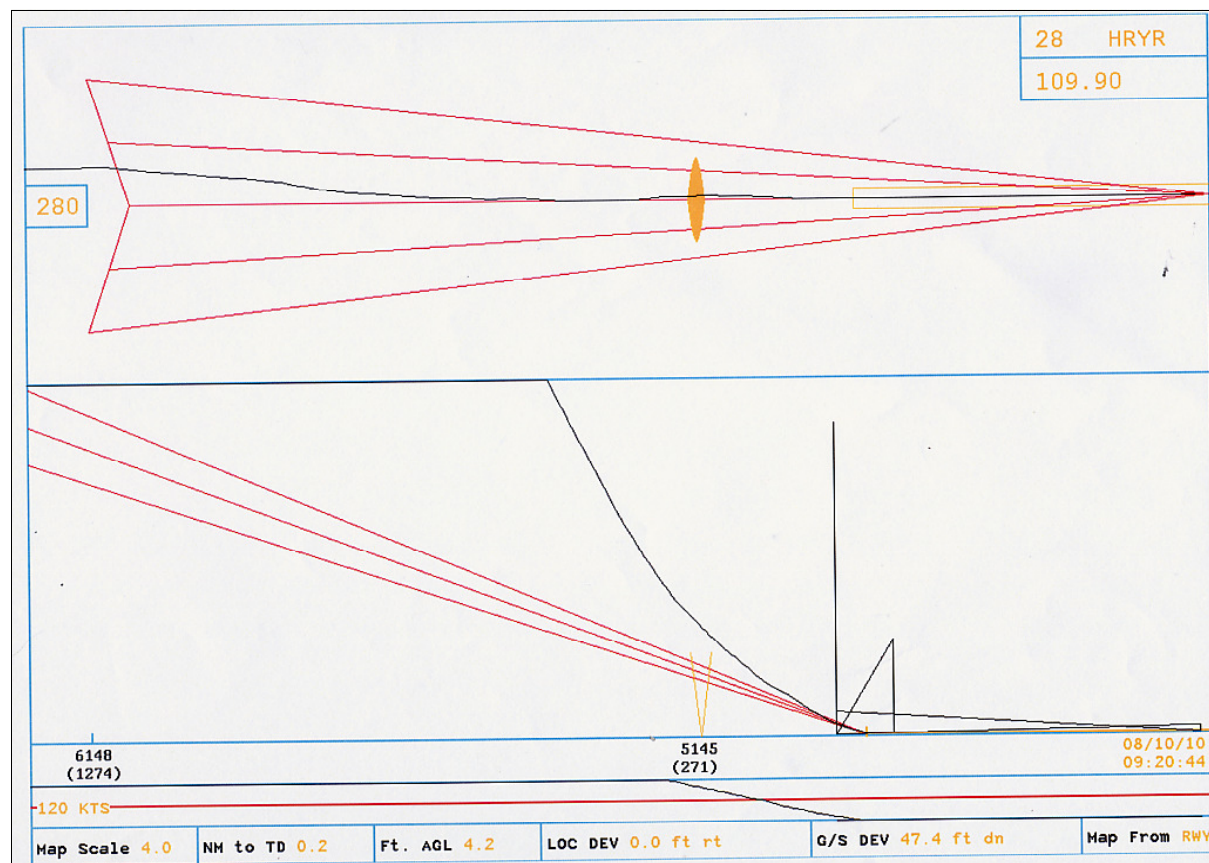 28 HRYR
109.90
280
6148
(1274)
5145
(271)
08/10/10
09:20:44
120 KTS
Map Scale 4.0 NM to TD 0.2 Ft. AGL 4.2 LOC DEV 0.0 ft rt G/S DEV 47.4 ft dn Map From RWY